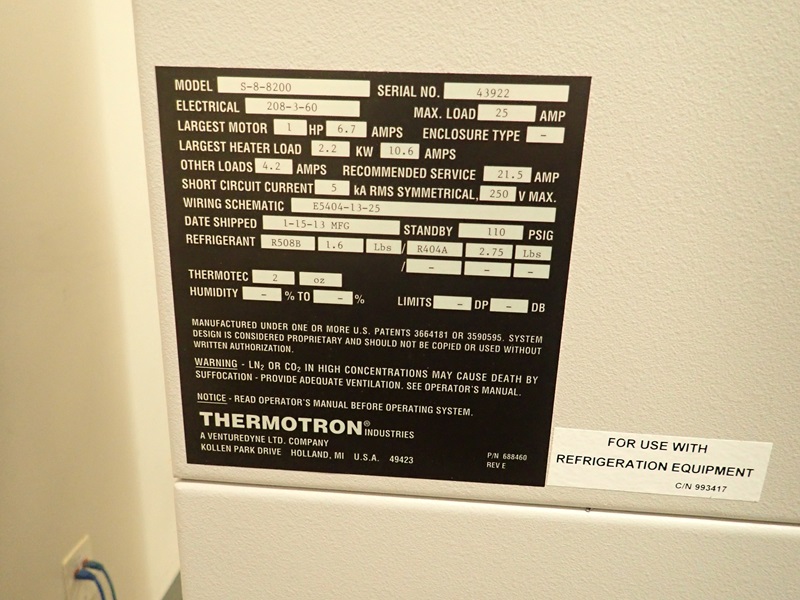 MODEL S-8-8200 SERIAL NO. 43922
ELECTRICAL 208-3-60 MAX. LOAD 25 AMP
LARGEST MOTOR 1 HP 6.7 AMPS ENCLOSURE TYPE -
LARGEST HEATER LOAD 2.2 KW 10.6 AMPS
OTHER LOADS 4.2 AMPS RECOMMENDED SERVICE 21.5 AMP
SHORT CIRCUIT CURRENT 5 kA RMS SYMMETRICAL, 250 V MAX.
WIRING SCHEMATIC E5404-13-25
DATE SHIPPED 1-15-13 MFG STANDBY 110 PSIG
REFRIGERANT R508B 1.6 Lbs / R404A 2.75 Lbs
/ - - -
THERMOTEC 2 oz
HUMIDITY - % TO - % LIMITS - DP - DB
MANUFACTURED UNDER ONE OR MORE U.S. PATENTS 3664181 OR 3590595. SYSTEM
DESIGN IS CONSIDERED PROPRIETARY AND SHOULD NOT BE COPIED OR USED WITHOUT
WRITTEN AUTHORIZATION.
WARNING - LN2 OR CO2 IN HIGH CONCENTRATIONS MAY CAUSE DEATH BY
SUFFOCATION - PROVIDE ADEQUATE VENTILATION. SEE OPERATOR'S MANUAL.
NOTICE - READ OPERATOR'S MANUAL BEFORE OPERATING SYSTEM.
THERMOTRON® INDUSTRIES
A VENTUREDYNE LTD. COMPANY
KOLLEN PARK DRIVE HOLLAND, MI U.S.A. 49423
P/N 688460
REV E
FOR USE WITH
REFRIGERATION EQUIPMENT
C/N 993417